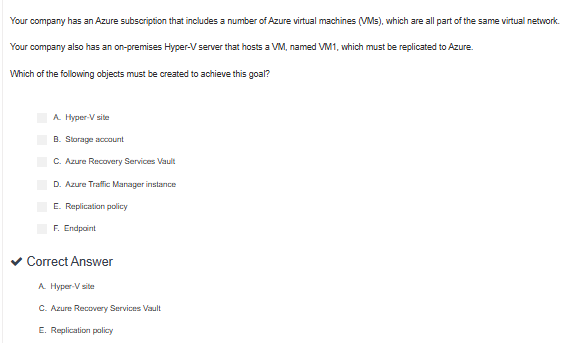 Your company has an Azure subscription that includes a number of Azure virtual machines (VMs), which are all part of the same virtual network.
Your company also has an on-premises Hyper-V server that hosts a VM, named VM1, which must be replicated to Azure.
Which of the following objects must be created to achieve this goal?
A. Hyper-V site
B. Storage account
C. Azure Recovery Services Vault
D. Azure Traffic Manager instance
E. Replication policy
F. Endpoint
Correct Answer
A. Hyper-V site
C. Azure Recovery Services Vault
E. Replication policy